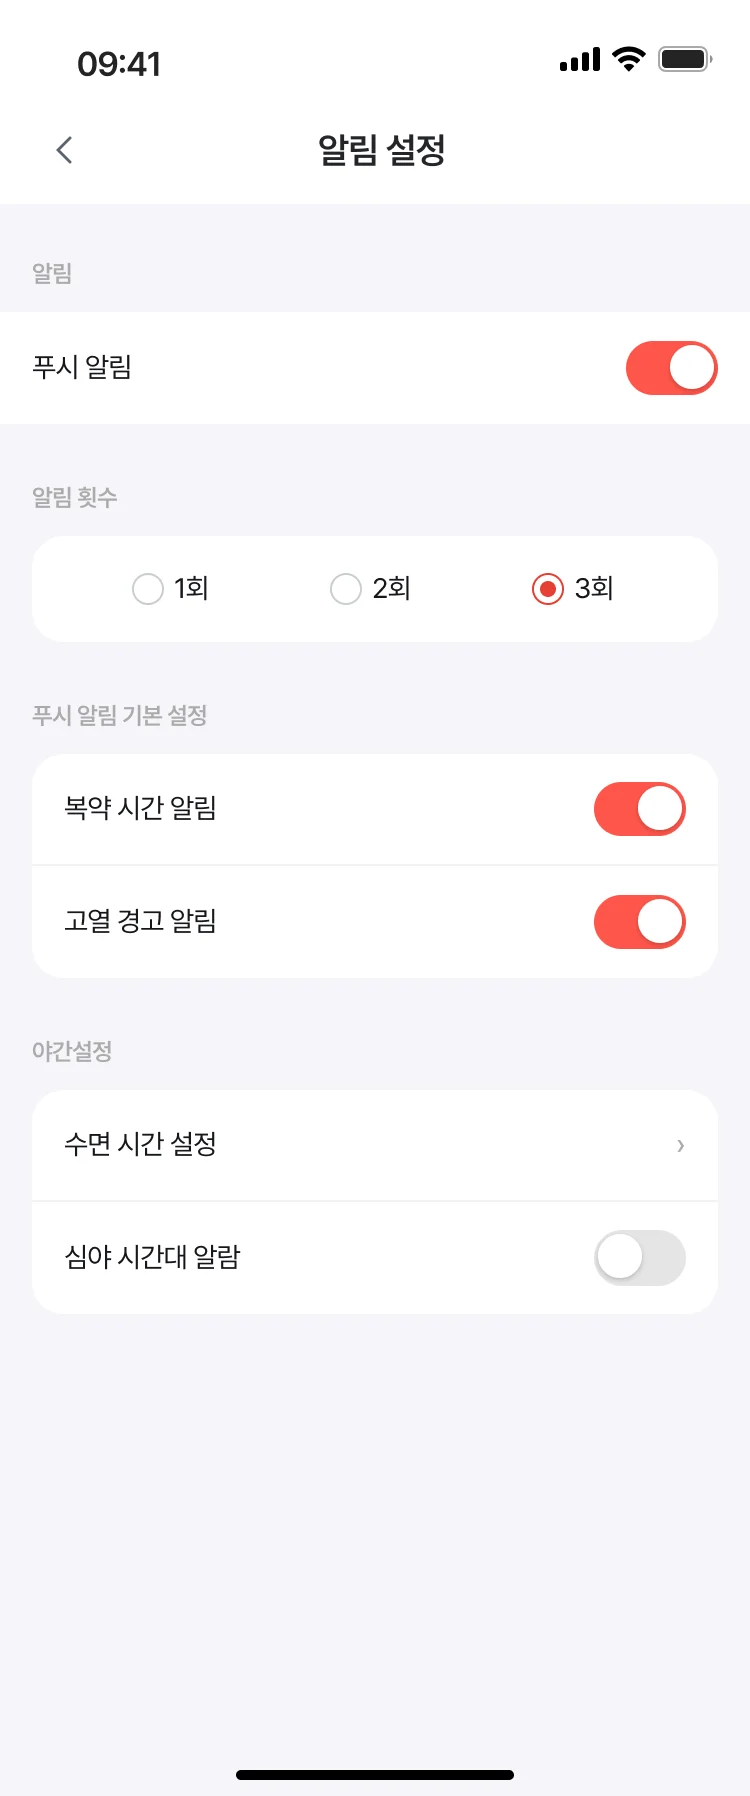 09:41
알림 설정
알림
푸시 알림
알림 횟수
1회 2회 3회
푸시 알림 기본 설정
복약 시간 알림
고열 경고 알림
야간설정
수면 시간 설정
심야 시간대 알람